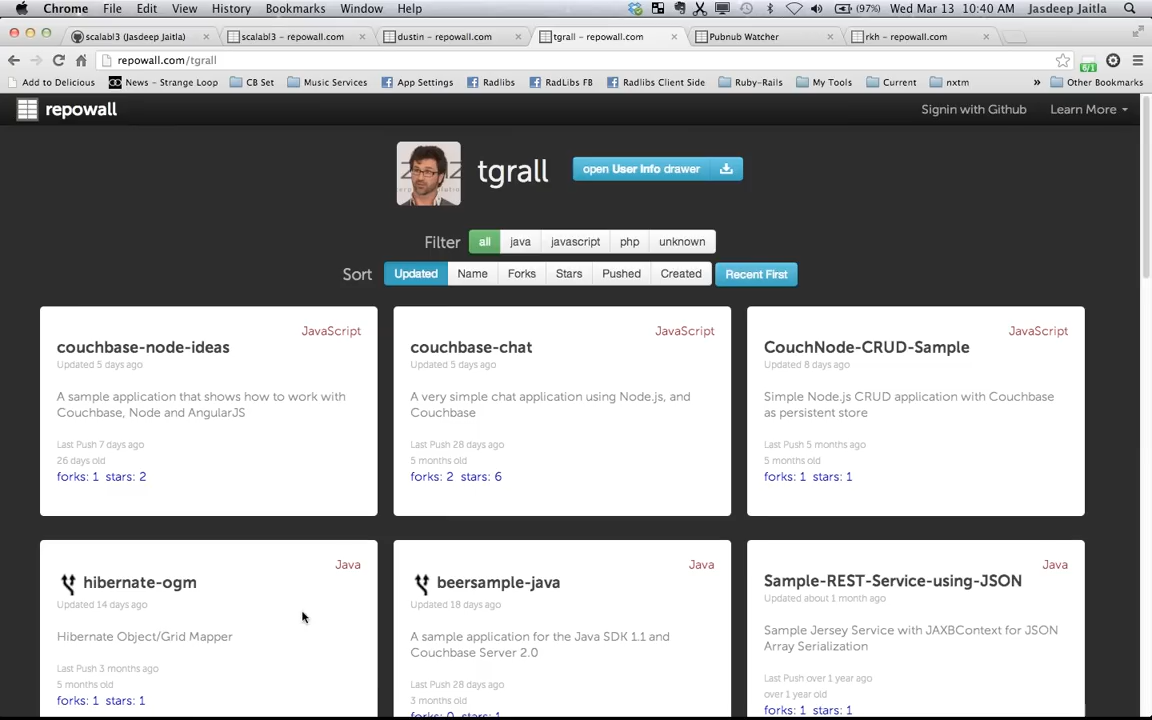 Chrome File Edit View History Bookmarks Window Help (97%) Wed Mar 13 10:40 AM Jasdeep Jaitla
scalabl3 (Jasdeep Jaitla) scalabl3 – repowall.com dustin – repowall.com tgrall – repowall.com Pubnub Watcher rkh – repowall.com
repowall.com/tgrall 6/1
Add to Delicious News – Strange Loop CB Set Music Services App Settings Radlibs RadLibs FB Radlibs Client Side Ruby-Rails My Tools Current nxtm » Other Bookmarks
repowall Signin with Github Learn More
tgrall open User Info drawer
Filter all java javascript php unknown
Sort Updated Name Forks Stars Pushed Created Recent First
JavaScript
couchbase-node-ideas
Updated 5 days ago
A sample application that shows how to work with
Couchbase, Node and AngularJS
Last Push 7 days ago
26 days old
forks: 1 stars: 2
JavaScript
couchbase-chat
Updated 5 days ago
A very simple chat application using Node.js, and
Couchbase
Last Push 28 days ago
5 months old
forks: 2 stars: 6
JavaScript
CouchNode-CRUD-Sample
Updated 8 days ago
Simple Node.js CRUD application with Couchbase
as persistent store
Last Push 5 months ago
5 months old
forks: 1 stars: 1
Java
hibernate-ogm
Updated 14 days ago
Hibernate Object/Grid Mapper
Last Push 3 months ago
5 months old
forks: 1 stars: 1
Java
beersample-java
Updated 18 days ago
A sample application for the Java SDK 1.1 and
Couchbase Server 2.0
Last Push 28 days ago
3 months old
forks: 0 stars: 1
Java
Sample-REST-Service-using-JSON
Updated about 1 month ago
Sample Jersey Service with JAXBContext for JSON
Array Serialization
Last Push over 1 year ago
over 1 year old
forks: 1 stars: 1